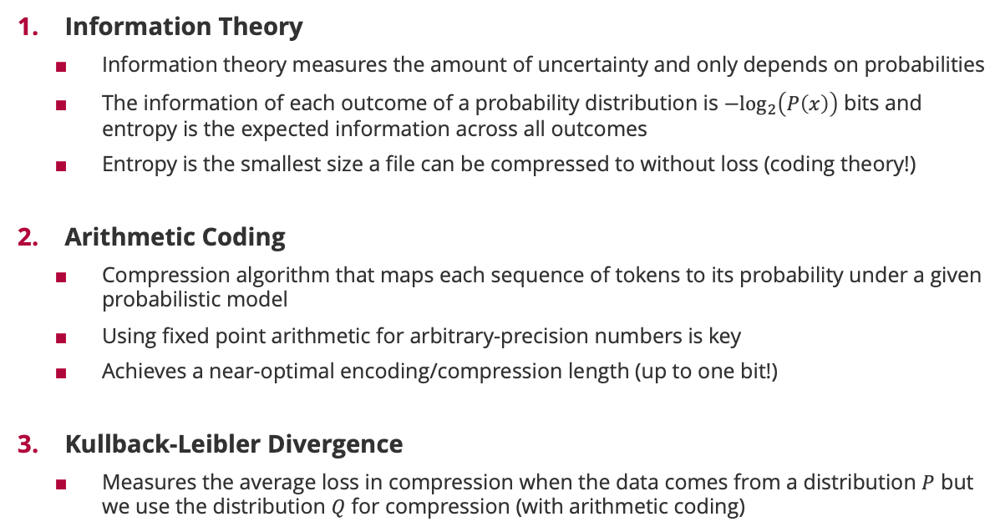 1. Information Theory
■ Information theory measures the amount of uncertainty and only depends on probabilities
■ The information of each outcome of a probability distribution is −log₂(P(x)) bits and
entropy is the expected information across all outcomes
■ Entropy is the smallest size a file can be compressed to without loss (coding theory!)
2. Arithmetic Coding
■ Compression algorithm that maps each sequence of tokens to its probability under a given
probabilistic model
■ Using fixed point arithmetic for arbitrary-precision numbers is key
■ Achieves a near-optimal encoding/compression length (up to one bit!)
3. Kullback-Leibler Divergence
■ Measures the average loss in compression when the data comes from a distribution P but
we use the distribution Q for compression (with arithmetic coding)